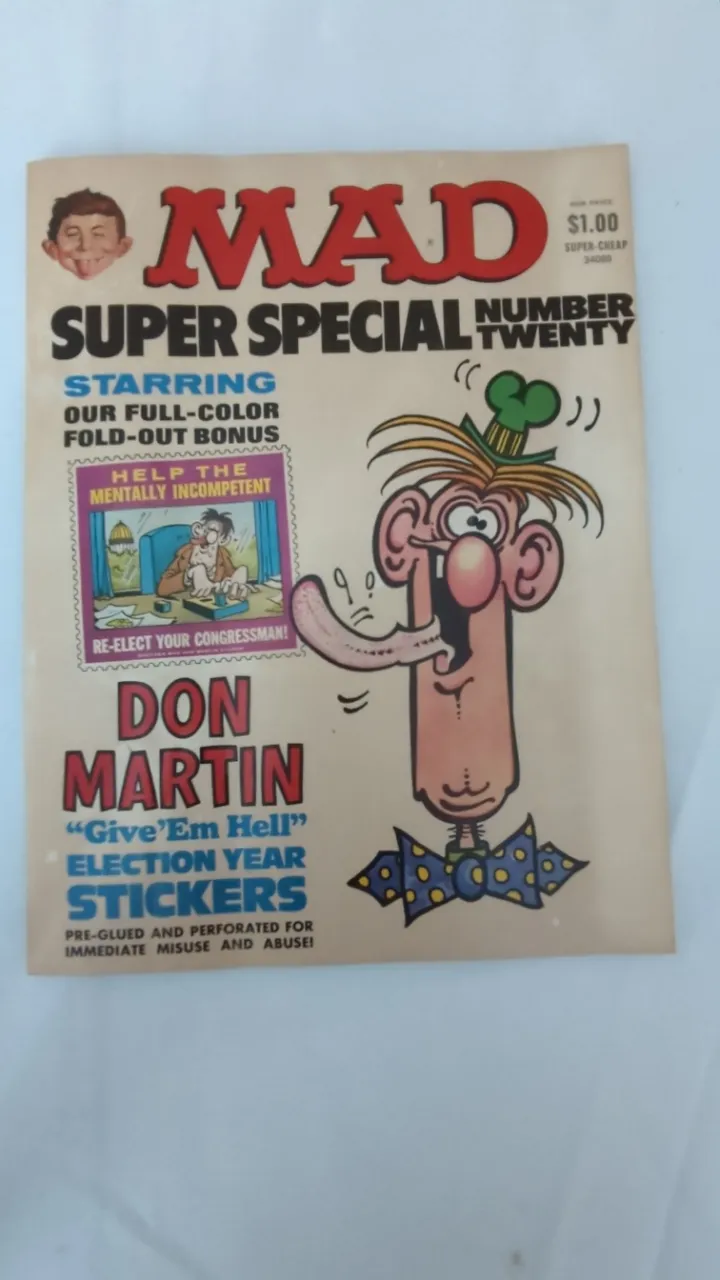 MAD
OUR PRICE
$1.00
SUPER-CHEAP
SUPER SPECIAL
NUMBER
TWENTY
STARRING
OUR FULL-COLOR
FOLD-OUT BONUS
HELP THE
MENTALLY INCOMPETENT
RE-ELECT YOUR CONGRESSMAN!
DON
MARTIN
“Give ’Em Hell”
ELECTION YEAR
STICKERS
PRE-GLUED AND PERFORATED FOR
IMMEDIATE MISUSE AND ABUSE!